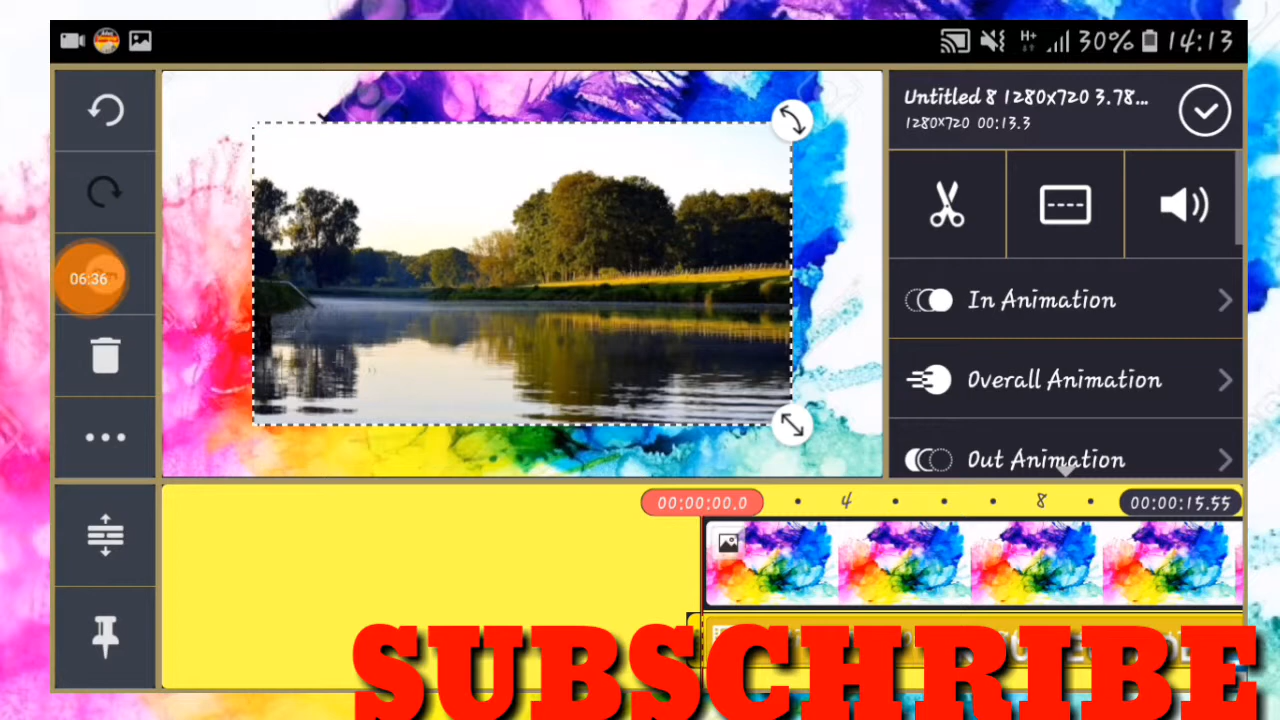 30% 14:13
Untitled 8 1280x720 3.78...
1280x720 00:13.3
06:36
In Animation
Overall Animation
Out Animation
00:00:00.0
4
8
00:00:15.55
SUBSCHRIBE